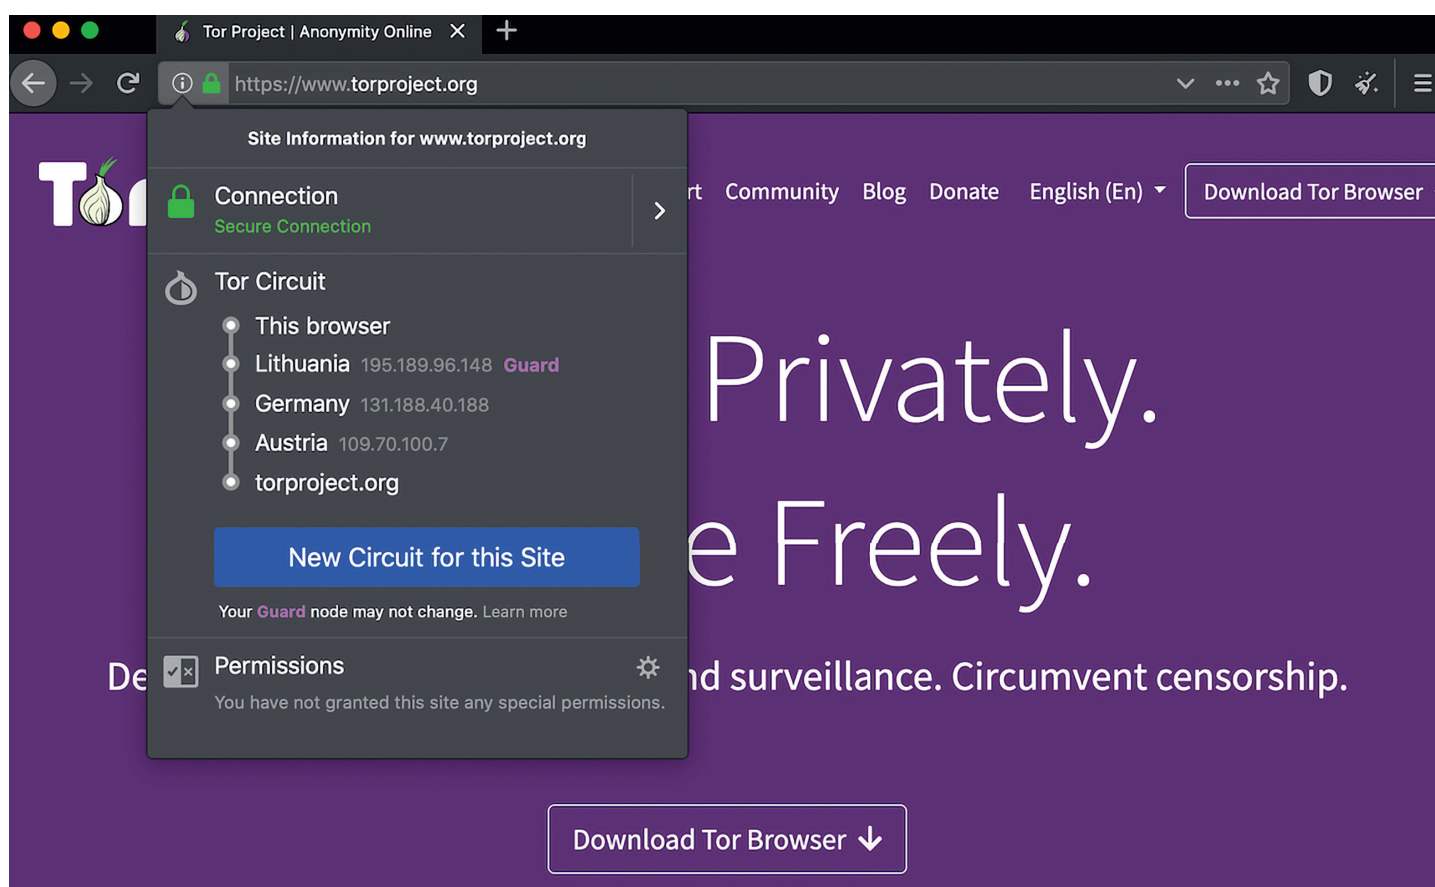 Tor Project | Anonymity Online
https://www.torproject.org
Site Information for www.torproject.org
Connection
Secure Connection
Tor Circuit
This browser
Lithuania 195.189.96.148 Guard
Germany 131.188.40.188
Austria 109.70.100.7
torproject.org
New Circuit for this Site
Your Guard node may not change. Learn more
Permissions
You have not granted this site any special permissions.
Community Blog Donate English (En) Download Tor Browser
Privately.
Freely.
surveillance. Circumvent censorship.
Download Tor Browser